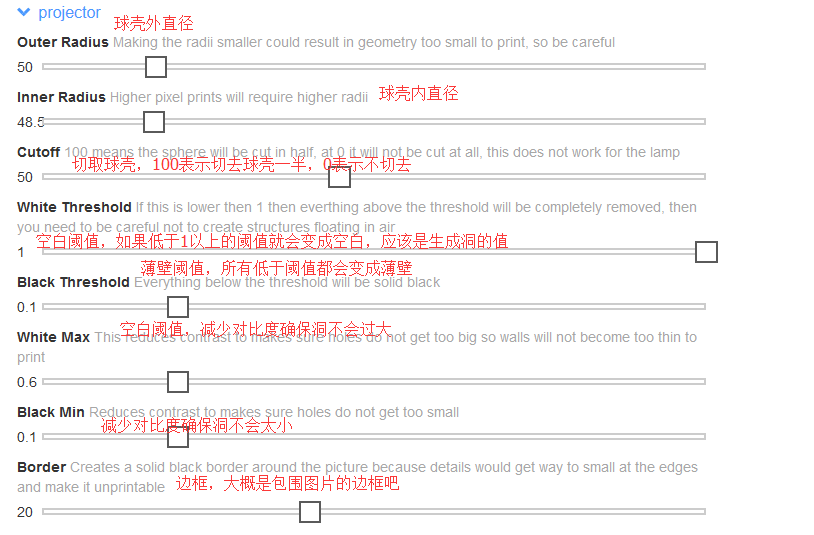 projector
球壳外直径
Outer Radius Making the radii smaller could result in geometry too small to print, so be careful
50
Inner Radius Higher pixel prints will require higher radii
球壳内直径
48.5
Cutoff 100 means the sphere will be cut in half, at 0 it will not be cut at all, this does not work for the lamp
切取球壳，100表示切去球壳一半，0表示不切去
50
White Threshold If this is lower then 1 then everthing above the threshold will be completely removed, then
you need to be careful not to create structures floating in air
空白阈值，如果低于1以上的阈值就会变成空白，应该是生成洞的值
1
薄壁阈值，所有低于阈值都会变成薄壁
Black Threshold Everything below the threshold will be solid black
0.1
空白阈值，减少对比度确保洞不会过大
White Max This reduces contrast to makes sure holes do not get too big so walls will not become too thin to
print
0.6
Black Min Reduces contrast to makes sure holes do not get too small
减少对比度确保洞不会太小
0.1
Border Creates a solid black border around the picture because details would get way to small at the edges
and make it unprintable
边框，大概是包围图片的边框吧
20